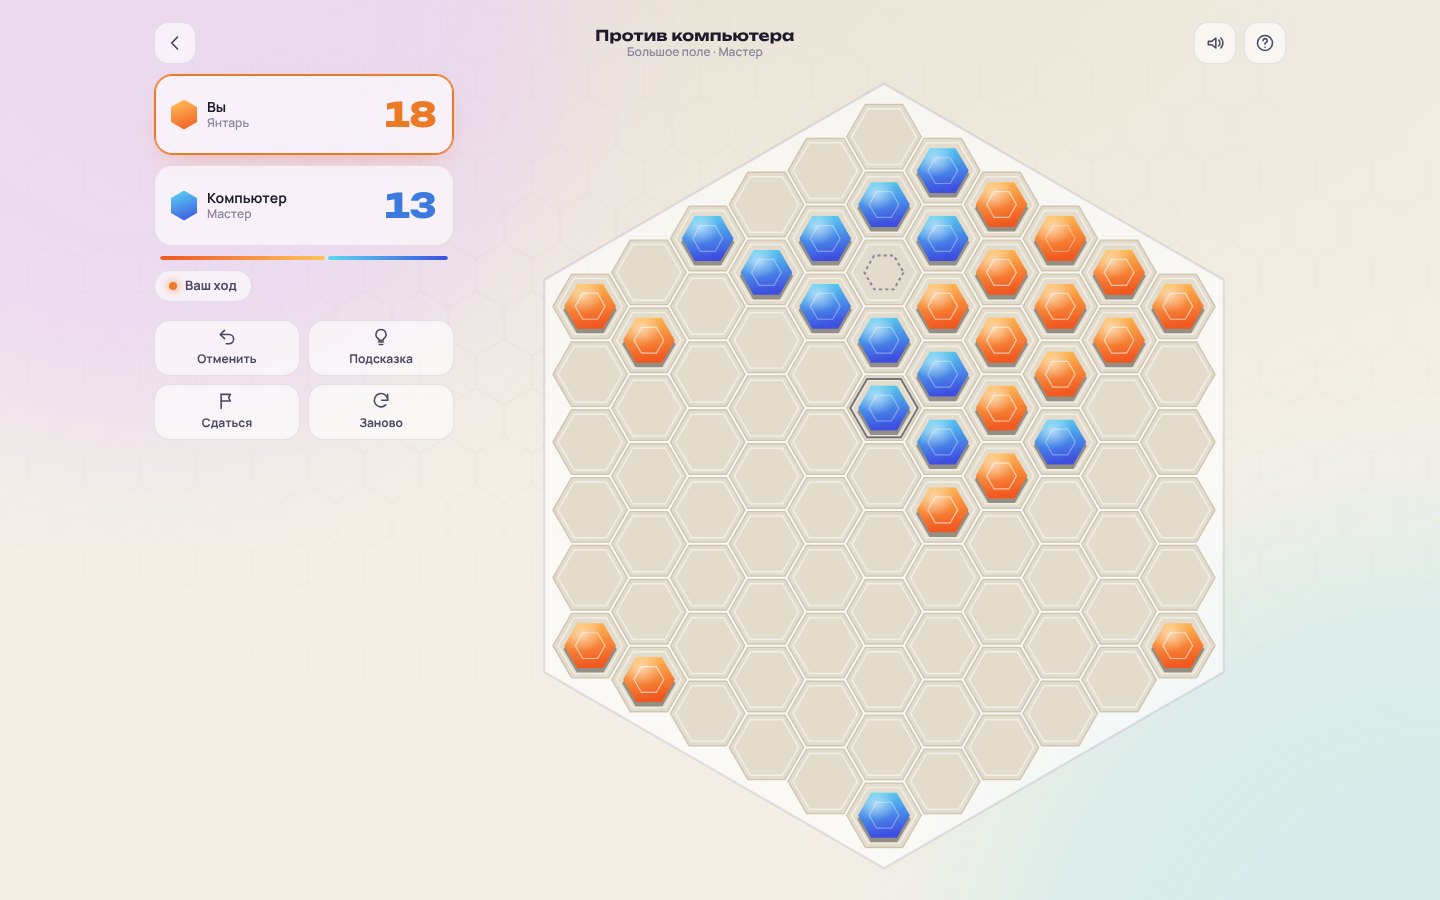 Против компьютера
Большое поле · Мастер
Вы
Янтарь
18
Компьютер
Мастер
13
Ваш ход
Отменить
Подсказка
Сдаться
Заново